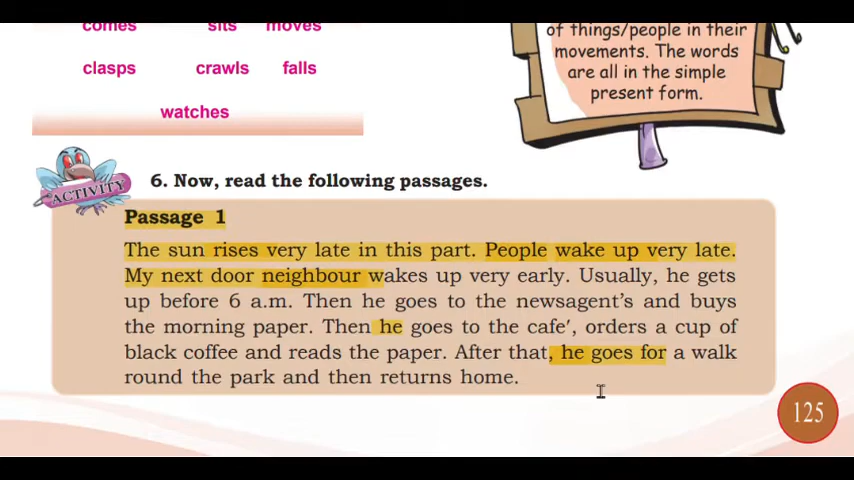 comes sits moves
clasps crawls falls
watches
of things/people in their
movements. The words
are all in the simple
present form.
ACTIVITY
6. Now, read the following passages.
Passage 1
The sun rises very late in this part. People wake up very late.
My next door neighbour wakes up very early. Usually, he gets
up before 6 a.m. Then he goes to the newsagent's and buys
the morning paper. Then he goes to the cafe′, orders a cup of
black coffee and reads the paper. After that, he goes for a walk
round the park and then returns home.
125